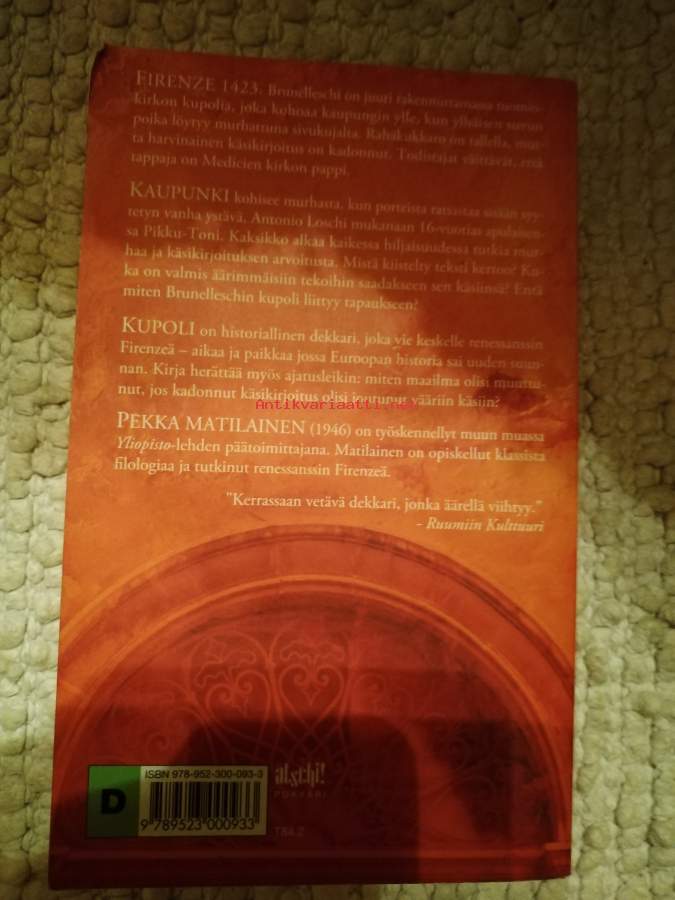 FIRENZE 1423. Brunelleschi on juuri rakennuttamassa tuomio-
kirkon kupolia, joka kohoaa kaupungin ylle, kun ylhäisen suvun
poika löytyy murhattuna sivukujalta. Rahakukkaro on tallella, mut-
ta harvinainen käsikirjoitus on kadonnut. Todistajat väittävät, että
tappaja on Medicien kirkon pappi.
KAUPUNKI kohisee murhasta, kun porteista ratsastaa sisään syy-
tetyn vanha ystävä, Antonio Loschi mukanaan 16-vuotias apulaisen-
sa Pikku-Toni. Kaksikko alkaa kaikessa hiljaisuudessa tutkia mur-
haa ja käsikirjoituksen arvoitusta. Mistä kiistelty teksti kertoo? Ku-
ka on valmis äärimmäisiin tekoihin saadakseen sen käsiinsä? Entä
miten Brunelleschin kupoli liittyy tapaukseen?
KUPOLI on historiallinen dekkari, joka vie keskelle renessanssin
Firenzeä – aikaa ja paikkaa jossa Euroopan historia sai uuden suun-
nan. Kirja herättää myös ajatusleikin: miten maailma olisi muuttu-
nut, jos kadonnut käsikirjoitus olisi joutunut vääriin käsiin?
Antikvariaatti.net
PEKKA MATILAINEN (1946) on työskennellyt muun muassa
Yliopisto-lehden päätoimittajana. Matilainen on opiskellut klassista
filologiaa ja tutkinut renessanssin Firenzeä.
"Kerrassaan vetävä dekkari, jonka äärellä viihtyy."
- Ruumiin Kulttuuri
ISBN 978-952-300-093-3
D
9 789523 000933
alschi!
POKKARI
T84.2